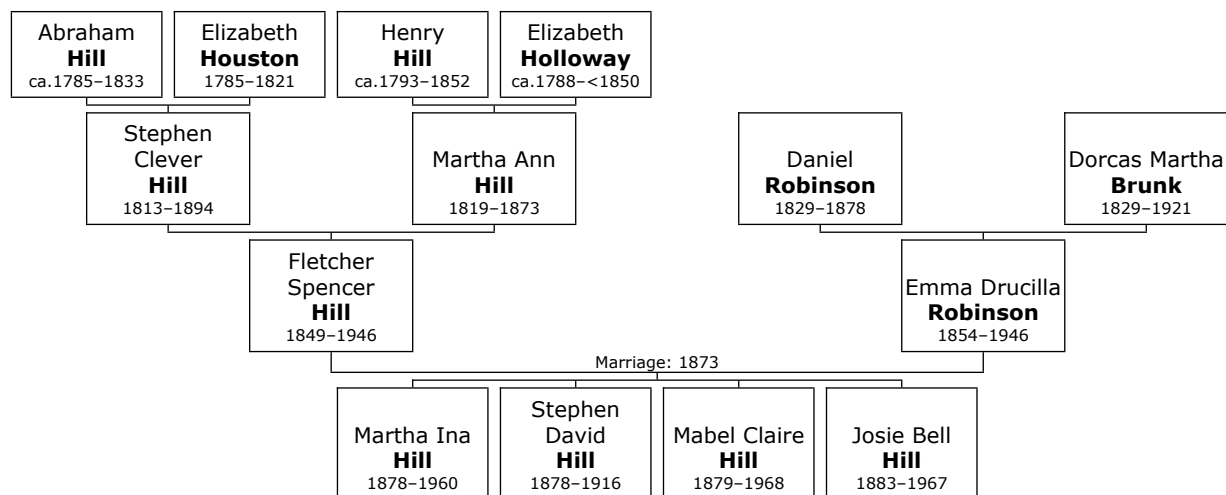 Abraham
Hill
ca.1785–1833
Elizabeth
Houston
1785–1821
Henry
Hill
ca.1793–1852
Elizabeth
Holloway
ca.1788–<1850
Stephen
Clever
Hill
1813–1894
Martha Ann
Hill
1819–1873
Daniel
Robinson
1829–1878
Dorcas Martha
Brunk
1829–1921
Fletcher
Spencer
Hill
1849–1946
Emma Drucilla
Robinson
1854–1946
Marriage: 1873
Martha Ina
Hill
1878–1960
Stephen
David
Hill
1878–1916
Mabel Claire
Hill
1879–1968
Josie Bell
Hill
1883–1967